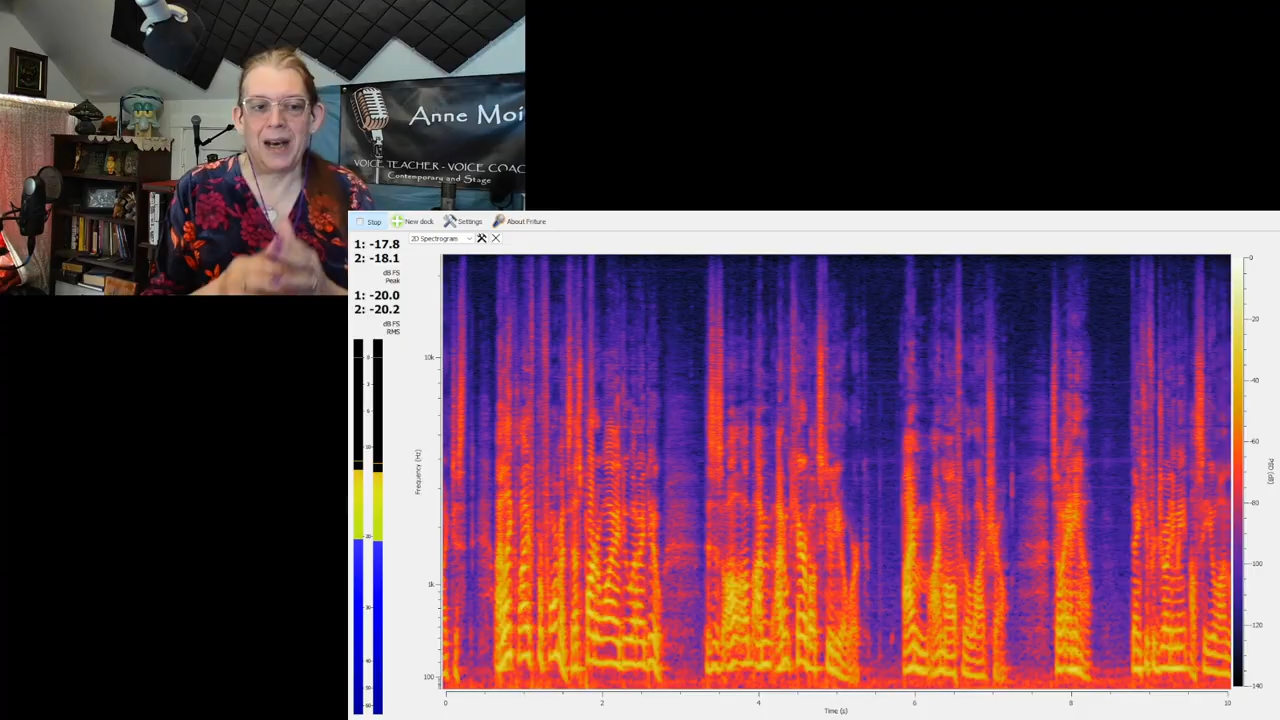 Anne Moi
VOICE TEACHER - VOICE COAC
Contemporary and Stage
Stop New dock Settings About Friture
1: -17.8
2: -18.1
dB FS
Peak
1: -20.0
2: -20.2
dB FS
RMS
2D Spectrogram
Frequency (Hz)
10k
1k
100
0 2 4 6 8 10
Time (s)
0
-20
-40
-60
-80
-100
-120
-140
PSD (dB)